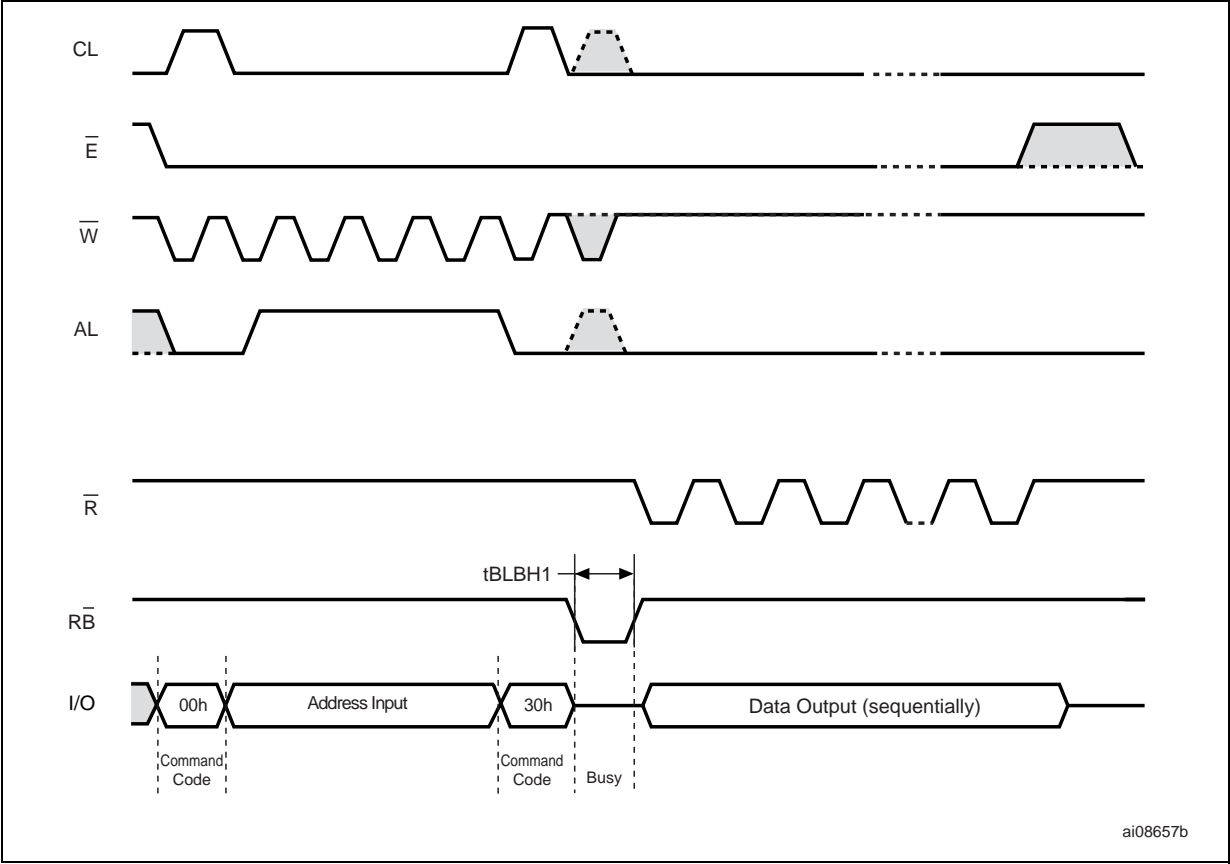 CL
E̅
W̅
AL
R̅
tBLBH1
RB̅
I/O
00h
Address Input
30h
Data Output (sequentially)
Command
Code
Command
Code
Busy
ai08657b